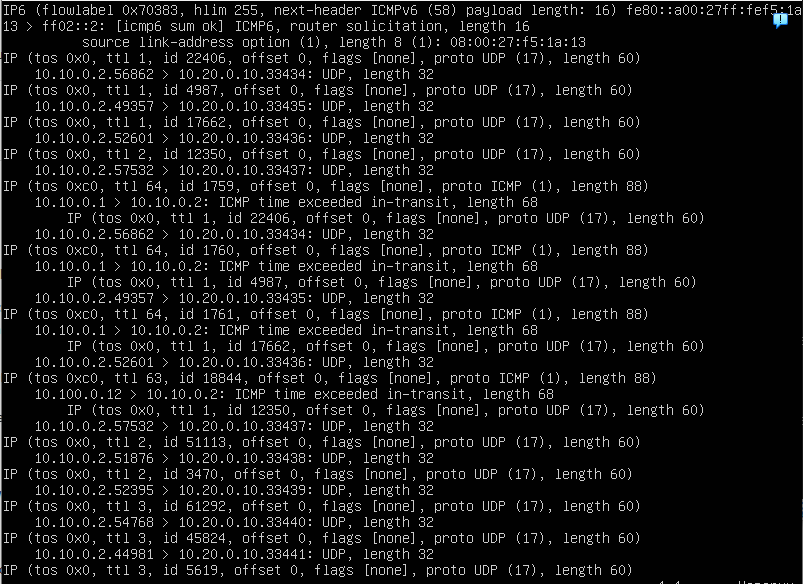 IP6 (flowlabel 0x70383, hlim 255, next-header ICMPv6 (58) payload length: 16) fe80::a00:27ff:fef5:1a
13 > ff02::2: [icmp6 sum ok] ICMP6, router solicitation, length 16
          source link-address option (1), length 8 (1): 08:00:27:f5:1a:13
IP (tos 0x0, ttl 1, id 22406, offset 0, flags [none], proto UDP (17), length 60)
    10.10.0.2.56862 > 10.20.0.10.33434: UDP, length 32
IP (tos 0x0, ttl 1, id 4987, offset 0, flags [none], proto UDP (17), length 60)
    10.10.0.2.49357 > 10.20.0.10.33435: UDP, length 32
IP (tos 0x0, ttl 1, id 17662, offset 0, flags [none], proto UDP (17), length 60)
    10.10.0.2.52601 > 10.20.0.10.33436: UDP, length 32
IP (tos 0x0, ttl 2, id 12350, offset 0, flags [none], proto UDP (17), length 60)
    10.10.0.2.57532 > 10.20.0.10.33437: UDP, length 32
IP (tos 0xc0, ttl 64, id 1759, offset 0, flags [none], proto ICMP (1), length 88)
    10.10.0.1 > 10.10.0.2: ICMP time exceeded in-transit, length 68
        IP (tos 0x0, ttl 1, id 22406, offset 0, flags [none], proto UDP (17), length 60)
    10.10.0.2.56862 > 10.20.0.10.33434: UDP, length 32
IP (tos 0xc0, ttl 64, id 1760, offset 0, flags [none], proto ICMP (1), length 88)
    10.10.0.1 > 10.10.0.2: ICMP time exceeded in-transit, length 68
        IP (tos 0x0, ttl 1, id 4987, offset 0, flags [none], proto UDP (17), length 60)
    10.10.0.2.49357 > 10.20.0.10.33435: UDP, length 32
IP (tos 0xc0, ttl 64, id 1761, offset 0, flags [none], proto ICMP (1), length 88)
    10.10.0.1 > 10.10.0.2: ICMP time exceeded in-transit, length 68
        IP (tos 0x0, ttl 1, id 17662, offset 0, flags [none], proto UDP (17), length 60)
    10.10.0.2.52601 > 10.20.0.10.33436: UDP, length 32
IP (tos 0xc0, ttl 63, id 18844, offset 0, flags [none], proto ICMP (1), length 88)
    10.100.0.12 > 10.10.0.2: ICMP time exceeded in-transit, length 68
        IP (tos 0x0, ttl 1, id 12350, offset 0, flags [none], proto UDP (17), length 60)
    10.10.0.2.57532 > 10.20.0.10.33437: UDP, length 32
IP (tos 0x0, ttl 2, id 51113, offset 0, flags [none], proto UDP (17), length 60)
    10.10.0.2.51876 > 10.20.0.10.33438: UDP, length 32
IP (tos 0x0, ttl 2, id 3470, offset 0, flags [none], proto UDP (17), length 60)
    10.10.0.2.52395 > 10.20.0.10.33439: UDP, length 32
IP (tos 0x0, ttl 3, id 61292, offset 0, flags [none], proto UDP (17), length 60)
    10.10.0.2.54768 > 10.20.0.10.33440: UDP, length 32
IP (tos 0x0, ttl 3, id 45824, offset 0, flags [none], proto UDP (17), length 60)
    10.10.0.2.44981 > 10.20.0.10.33441: UDP, length 32
IP (tos 0x0, ttl 3, id 5619, offset 0, flags [none], proto UDP (17), length 60)